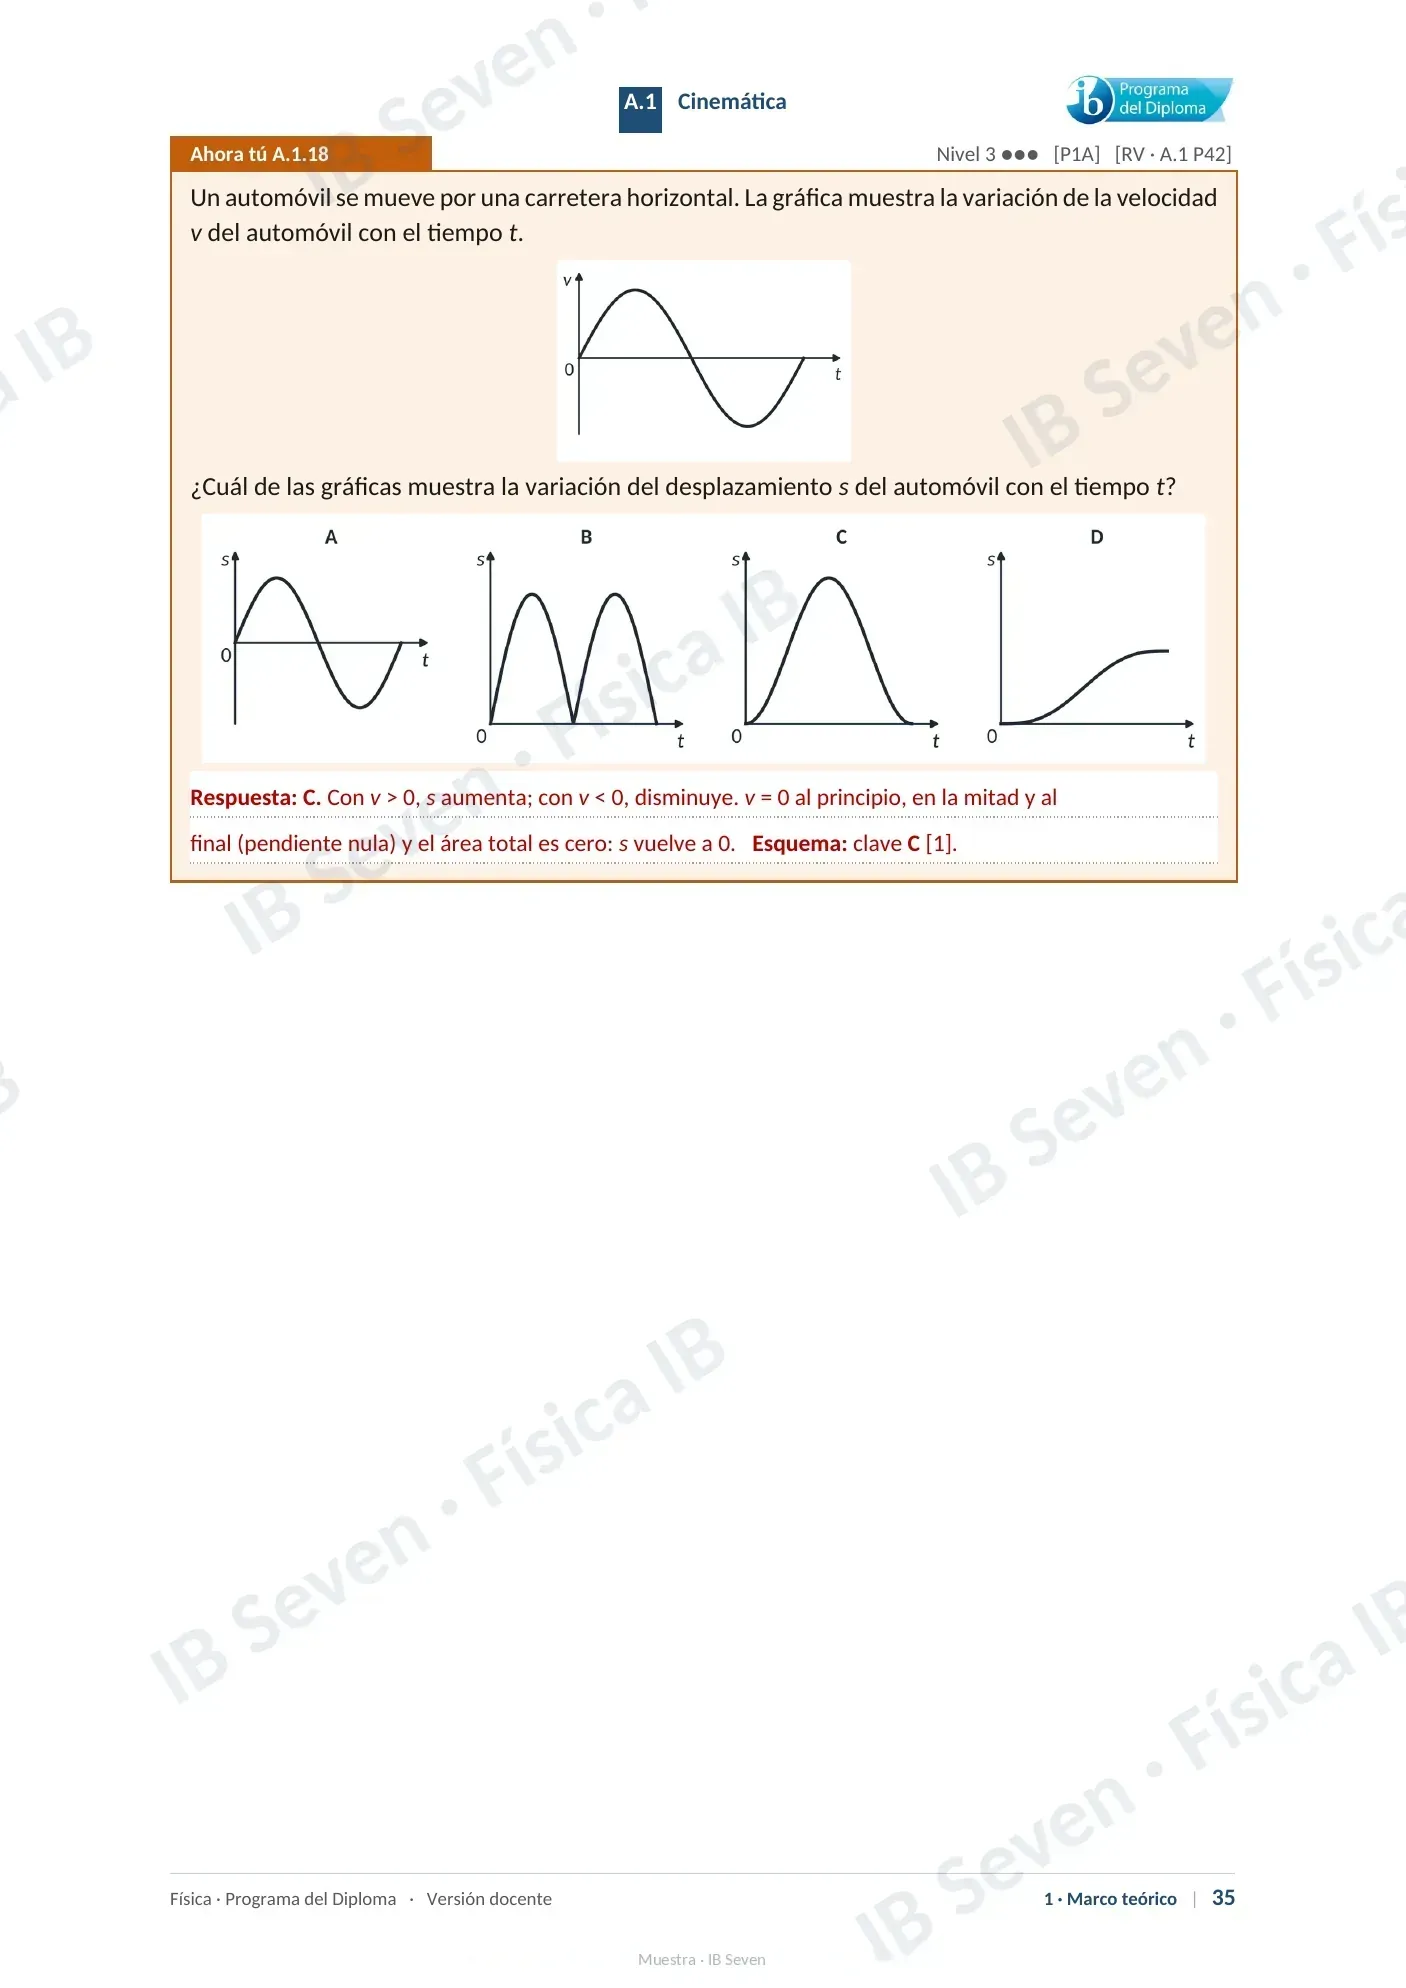 A.1 Cinemática
ib Programa
del Diploma
Ahora tú A.1.18
Nivel 3 ●●● [P1A] [RV · A.1 P42]
Un automóvil se mueve por una carretera horizontal. La gráfica muestra la variación de la velocidad
v del automóvil con el tiempo t.
v
0
t
¿Cuál de las gráficas muestra la variación del desplazamiento s del automóvil con el tiempo t?
A B C D
s s s s
0 0 0 0
t t t t
Respuesta: C. Con v > 0, s aumenta; con v < 0, disminuye. v = 0 al principio, en la mitad y al
final (pendiente nula) y el área total es cero: s vuelve a 0. Esquema: clave C [1].
IB Seven · Física IB
IB Seven · Física IB
IB Seven · Física
IB Seven · Física IB
IB Seven · Física IB
Física · Programa del Diploma · Versión docente
1 · Marco teórico | 35
Muestra · IB Seven